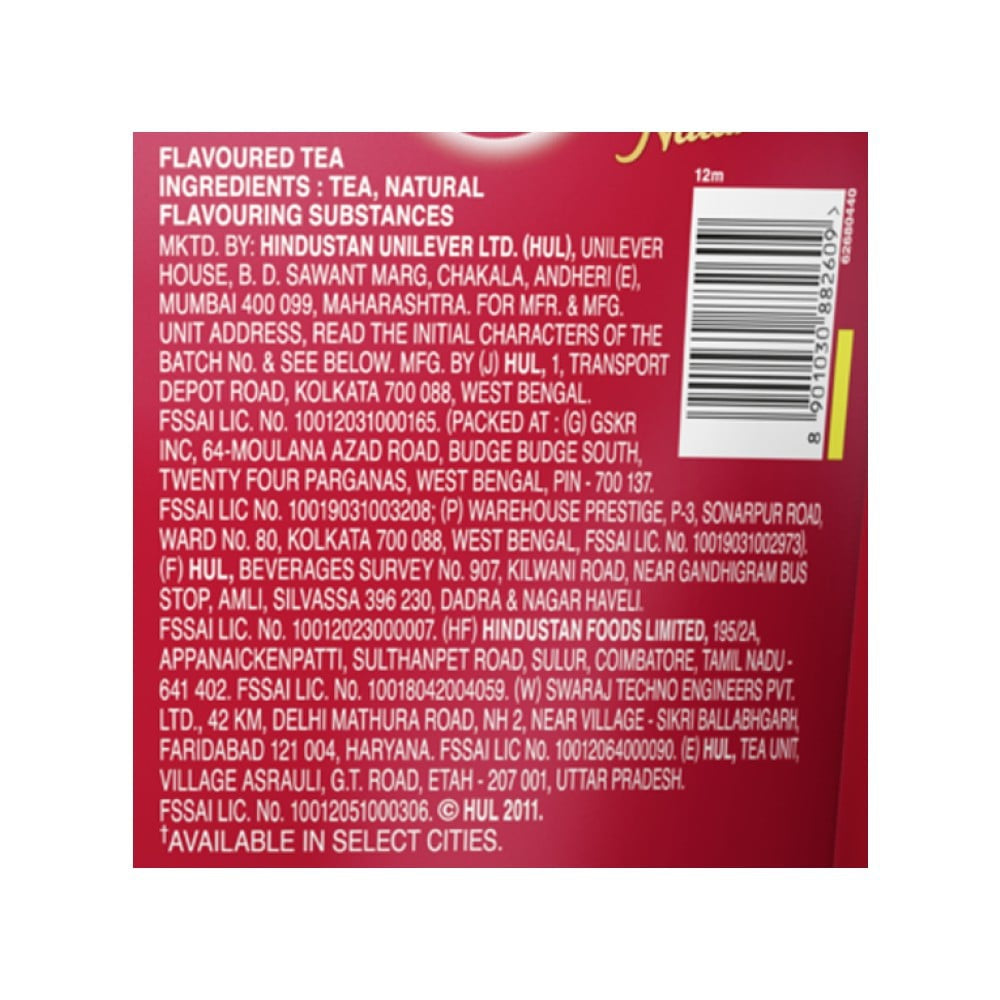 FLAVOURED TEA
INGREDIENTS : TEA, NATURAL
FLAVOURING SUBSTANCES
MKTD. BY: HINDUSTAN UNILEVER LTD. (HUL), UNILEVER
HOUSE, B. D. SAWANT MARG, CHAKALA, ANDHERI (E),
MUMBAI 400 099, MAHARASHTRA. FOR MFR. & MFG.
UNIT ADDRESS, READ THE INITIAL CHARACTERS OF THE
BATCH No. & SEE BELOW. MFG. BY (J) HUL, 1, TRANSPORT
DEPOT ROAD, KOLKATA 700 088, WEST BENGAL.
FSSAI LIC. No. 10012031000165. (PACKED AT : (G) GSKR
INC, 64-MOULANA AZAD ROAD, BUDGE BUDGE SOUTH,
TWENTY FOUR PARGANAS, WEST BENGAL, PIN - 700 137.
FSSAI LIC No. 10019031003208; (P) WAREHOUSE PRESTIGE, P-3, SONARPUR ROAD,
WARD No. 80, KOLKATA 700 088, WEST BENGAL, FSSAI LIC. No. 10019031002973).
(F) HUL, BEVERAGES SURVEY No. 907, KILWANI ROAD, NEAR GANDHIGRAM BUS
STOP, AMLI, SILVASSA 396 230, DADRA & NAGAR HAVELI.
FSSAI LIC. No. 10012023000007. (HF) HINDUSTAN FOODS LIMITED, 195/2A,
APPANAICKENPATTI, SULTHANPET ROAD, SULUR, COIMBATORE, TAMIL NADU -
641 402. FSSAI LIC. No. 10018042004059. (W) SWARAJ TECHNO ENGINEERS PVT.
LTD., 42 KM, DELHI MATHURA ROAD, NH 2, NEAR VILLAGE - SIKRI BALLABHGARH,
FARIDABAD 121 004, HARYANA. FSSAI LIC No. 10012064000090. (E) HUL, TEA UNIT,
VILLAGE ASRAULI, G.T. ROAD, ETAH - 207 001, UTTAR PRADESH.
FSSAI LIC. No. 10012051000306. © HUL 2011.
†AVAILABLE IN SELECT CITIES.
12m
8 901030 882609 >
62680440